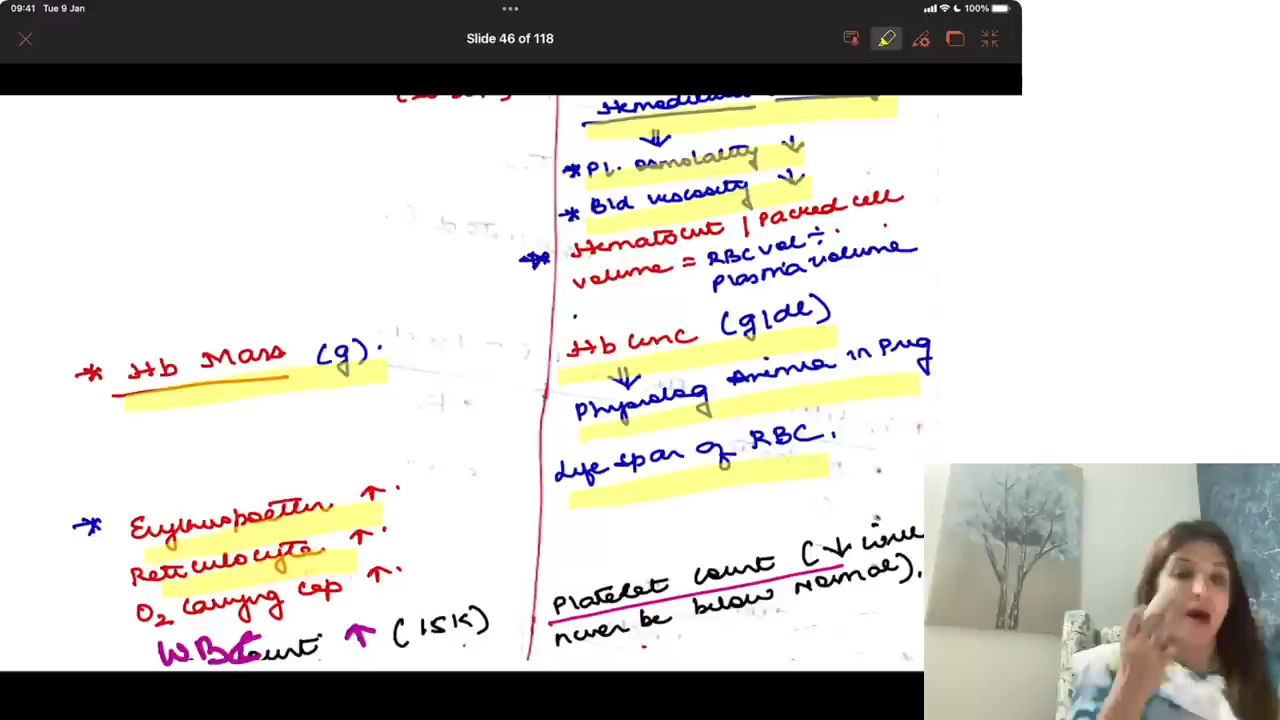 09:41 Tue 9 Jan
100%
Slide 46 of 118
* Pl. osmolality ↓
* Bld viscosity ↓
* Hematocrit / Packed cell
volume = RBC vol ÷
plasma volume
* Hb Mass (g).
Hb conc (g/dl)
⇓
Physiolog Anemia in Preg
Life span of RBC.
* Erythropoetin ↑
Reticulocyte ↑
O2 carrying cap ↑
WBC count ↑ (15K)
Platelet count (↓
never be below normal).